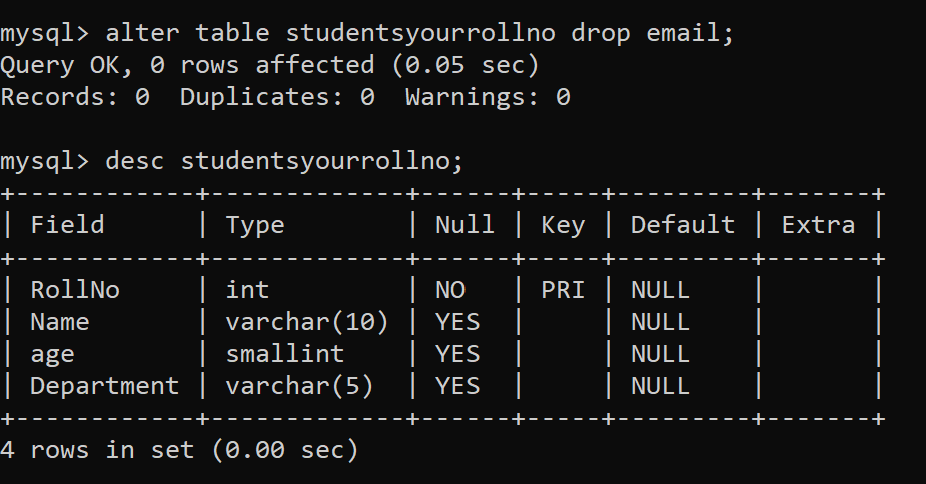 mysql> alter table studentsyourrollno drop email;
Query OK, 0 rows affected (0.05 sec)
Records: 0  Duplicates: 0  Warnings: 0

mysql> desc studentsyourrollno;
+------------+-------------+------+-----+---------+-------+
| Field      | Type        | Null | Key | Default | Extra |
+------------+-------------+------+-----+---------+-------+
| RollNo     | int         | NO   | PRI | NULL    |       |
| Name       | varchar(10) | YES  |     | NULL    |       |
| age        | smallint    | YES  |     | NULL    |       |
| Department | varchar(5)  | YES  |     | NULL    |       |
+------------+-------------+------+-----+---------+-------+
4 rows in set (0.00 sec)